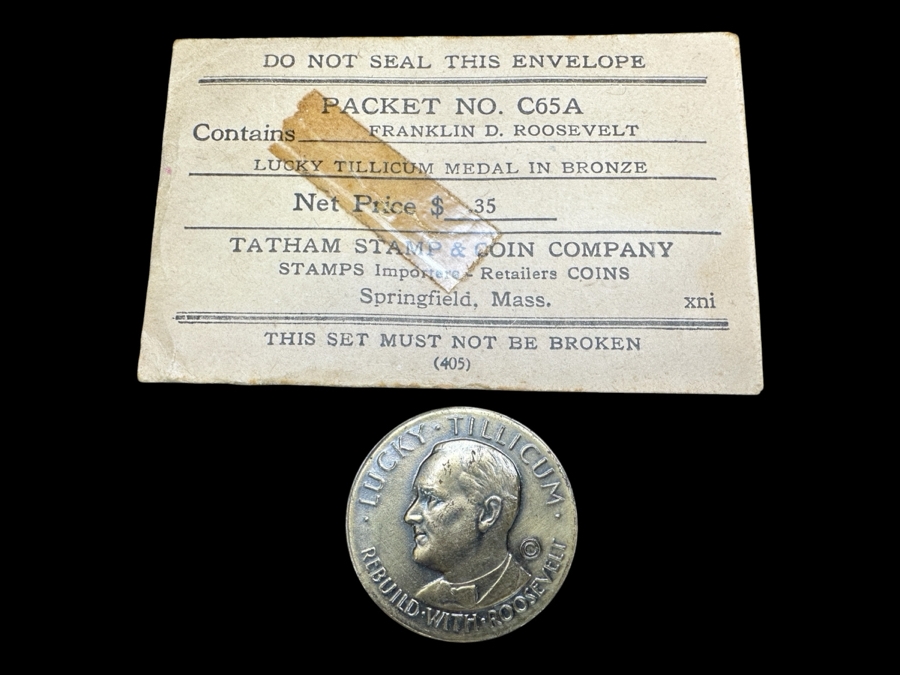 DO NOT SEAL THIS ENVELOPE
PACKET NO. C65A
Contains FRANKLIN D. ROOSEVELT
LUCKY TILLICUM MEDAL IN BRONZE
Net Price $ .35
TATHAM STAMP & COIN COMPANY
STAMPS Importers - Retailers COINS
Springfield, Mass. xni
THIS SET MUST NOT BE BROKEN
(405)
· LUCKY · TILLICUM ·
©
REBUILD · WITH · ROOSEVELT